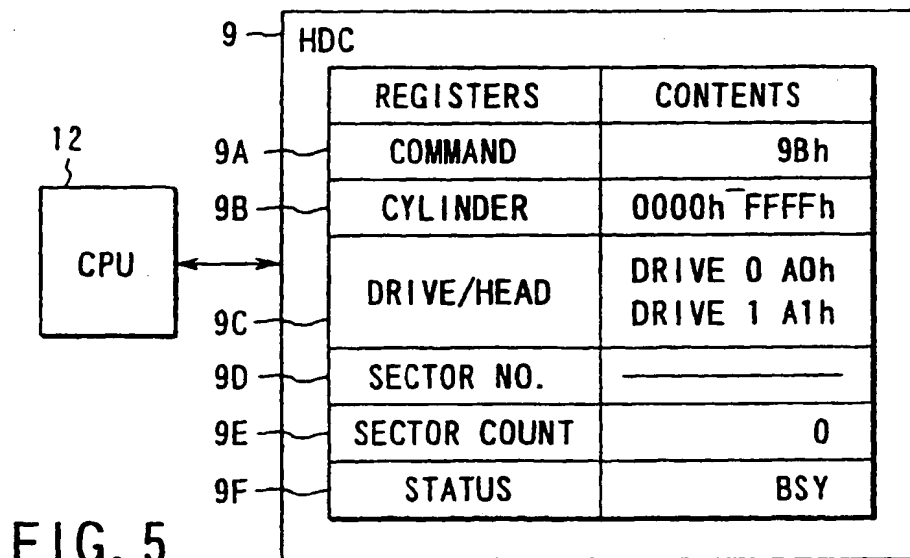 9 HDC
REGISTERS CONTENTS
12
9A COMMAND 9Bh
9B CYLINDER 0000h‾FFFFh
CPU
9C DRIVE/HEAD DRIVE 0 A0h
DRIVE 1 A1h
9D SECTOR NO.
9E SECTOR COUNT 0
9F STATUS BSY
FIG. 5